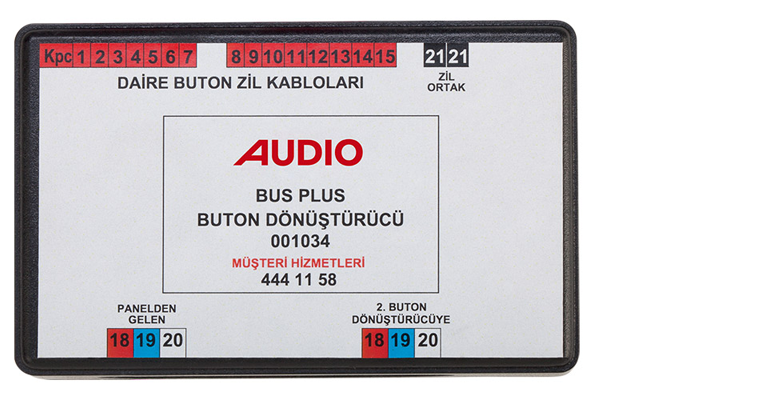 Kpc 1 2 3 4 5 6 7 8 9 10 11 12 13 14 15 21 21
DAİRE BUTON ZİL KABLOLARI
ZİL
ORTAK
AUDIO
BUS PLUS
BUTON DÖNÜŞTÜRÜCÜ
001034
MÜŞTERİ HİZMETLERİ
444 11 58
PANELDEN
GELEN
18 19 20
2. BUTON
DÖNÜŞTÜRÜCÜYE
18 19 20